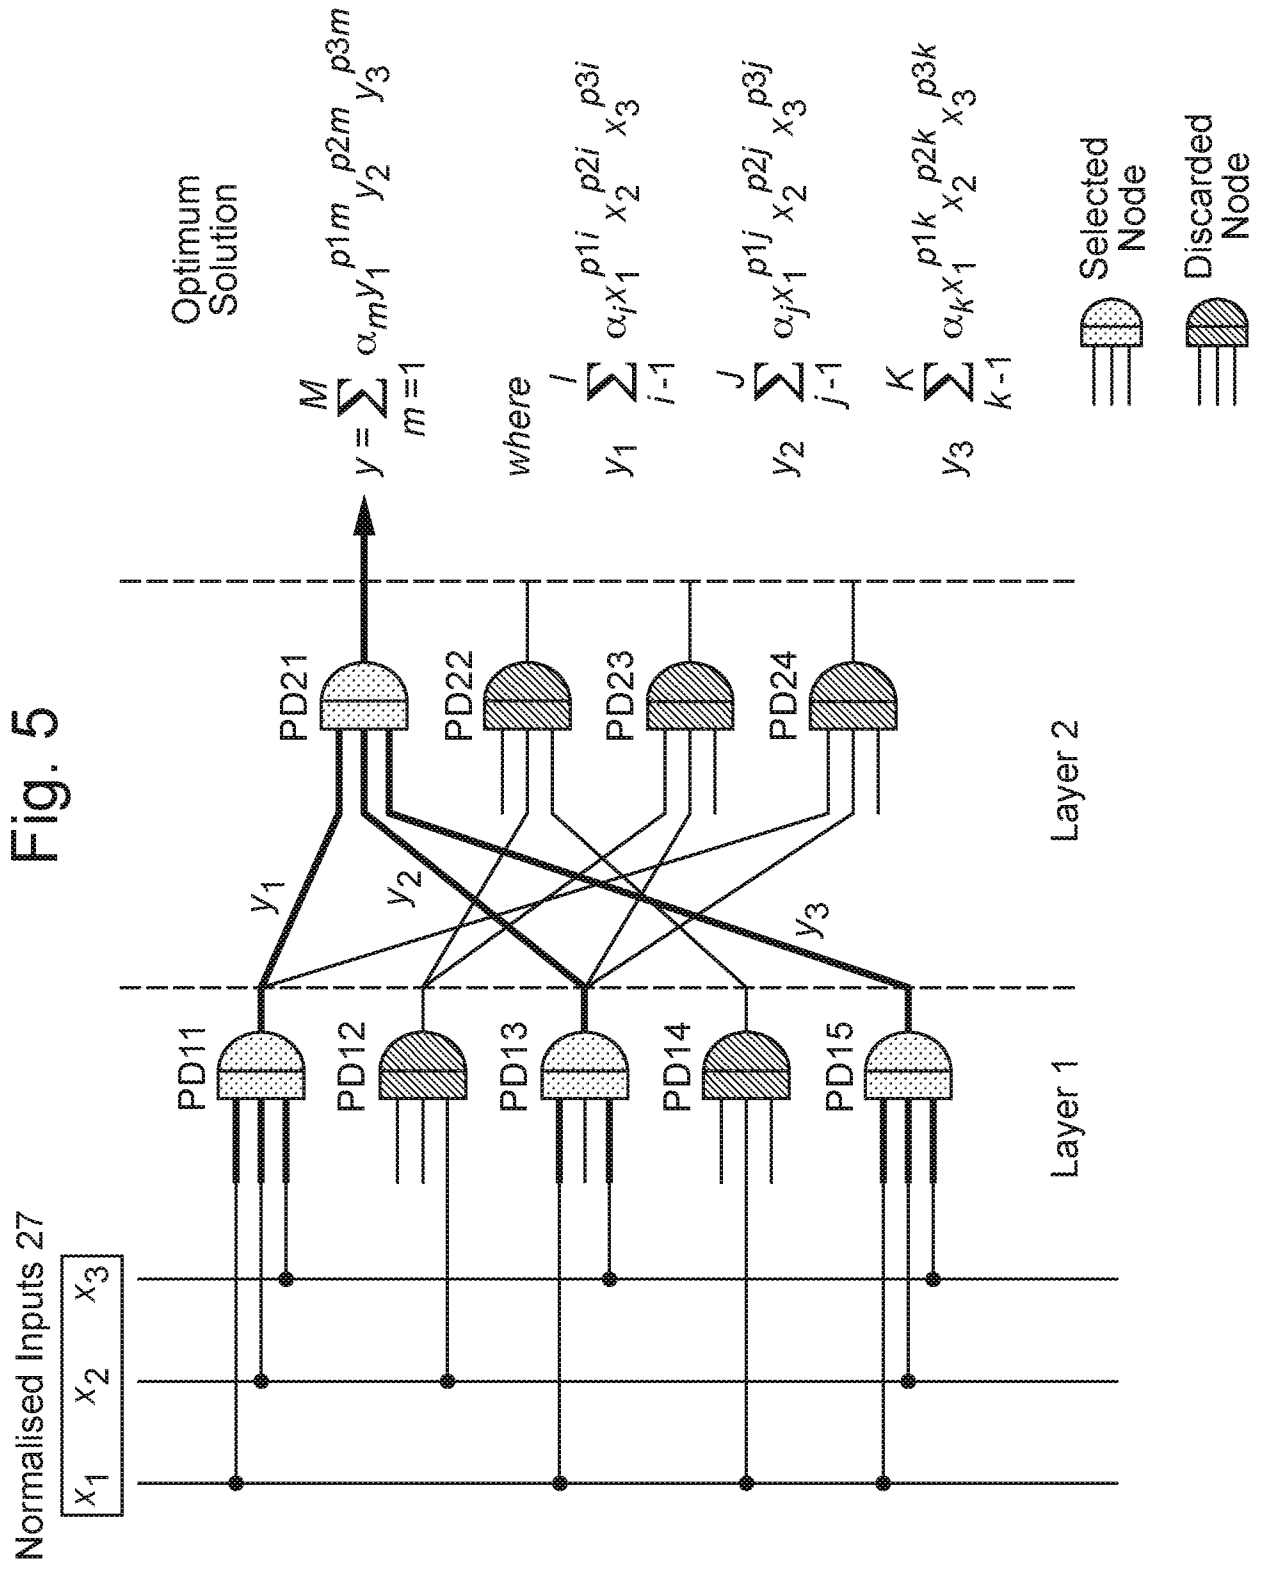 Fig. 5
Normalised Inputs 27
x1 x2 x3
PD11
PD12
PD13
PD14
PD15
Layer 1
y1
y2
y3
PD21
PD22
PD23
PD24
Layer 2
Optimum
Solution
y = M ∑ m=1 αm y1^p1m y2^p2m y3^p3m
where
y1 I ∑ i-1 αi x1^p1i x2^p2i x3^p3i
y2 J ∑ j-1 αj x1^p1j x2^p2j x3^p3j
y3 K ∑ k-1 αk x1^p1k x2^p2k x3^p3k
Selected
Node
Discarded
Node